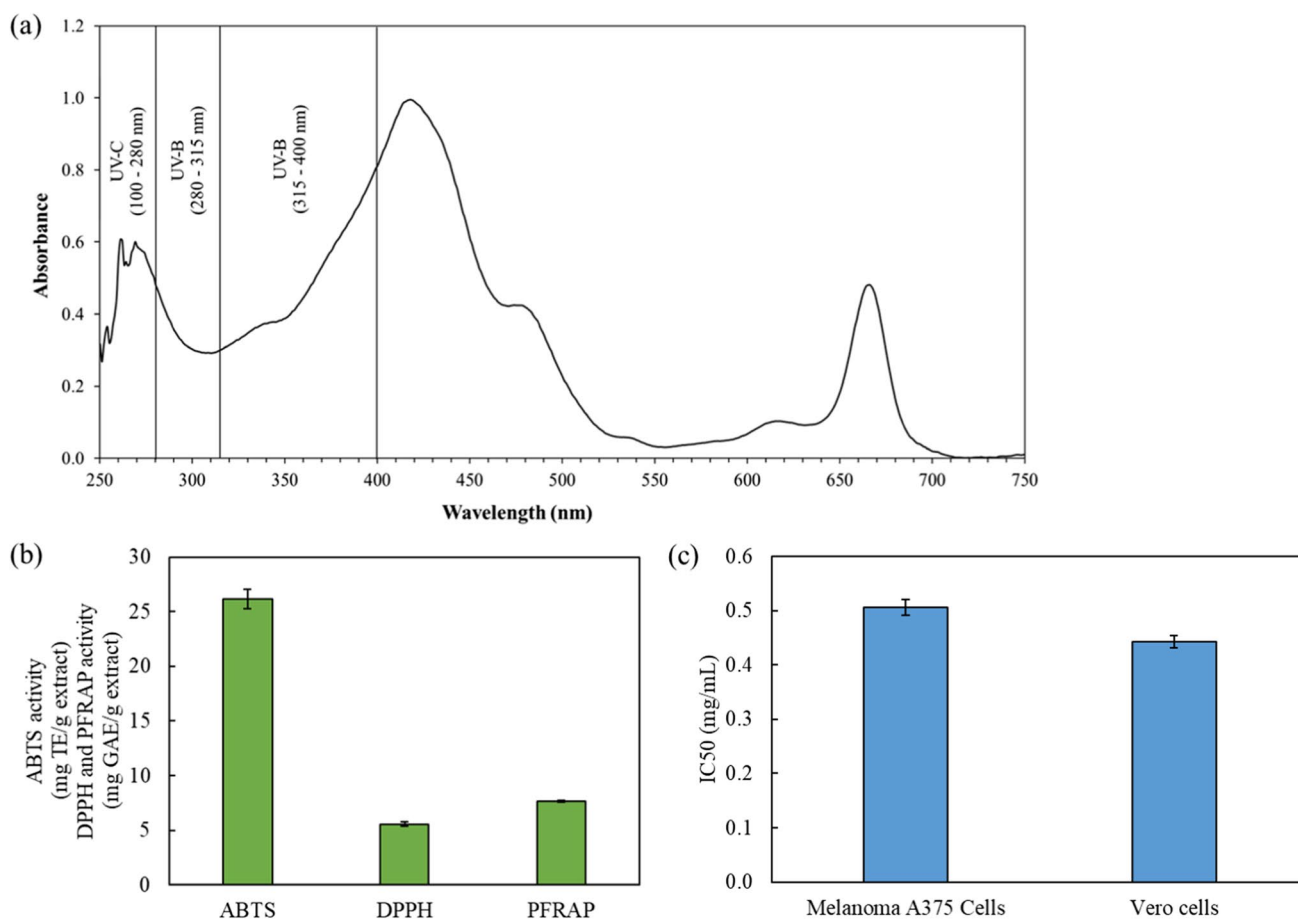 (a)
1.2
1.0
0.8
0.6
0.4
0.2
0.0
Absorbance
UV-C
(100 - 280 nm)
UV-B
(280 - 315 nm)
UV-B
(315 - 400 nm)
250 300 350 400 450 500 550 600 650 700 750
Wavelength (nm)
(b)
30
25
20
15
10
5
0
ABTS activity
(mg TE/g extract)
DPPH and PFRAP activity
(mg GAE/g extract)
ABTS DPPH PFRAP
(c)
0.6
0.5
0.4
0.3
0.2
0.1
0.0
IC50 (mg/mL)
Melanoma A375 Cells Vero cells